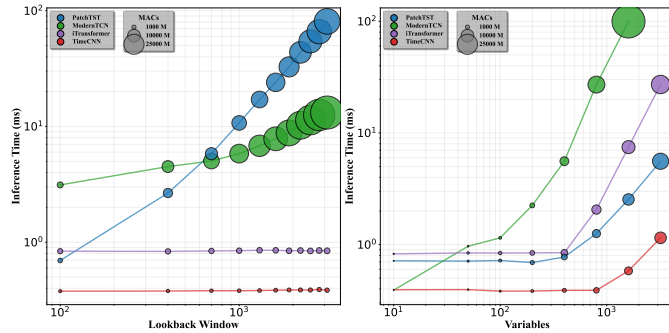 PatchTST
ModernTCN
iTransformer
TimeCNN
MACs
1000 M
10000 M
25000 M
10²
10¹
10⁰
Inference Time (ms)
10²
10³
Lookback Window
PatchTST
ModernTCN
iTransformer
TimeCNN
MACs
1000 M
10000 M
25000 M
10²
10¹
10⁰
Inference Time (ms)
10¹
10²
10³
Variables